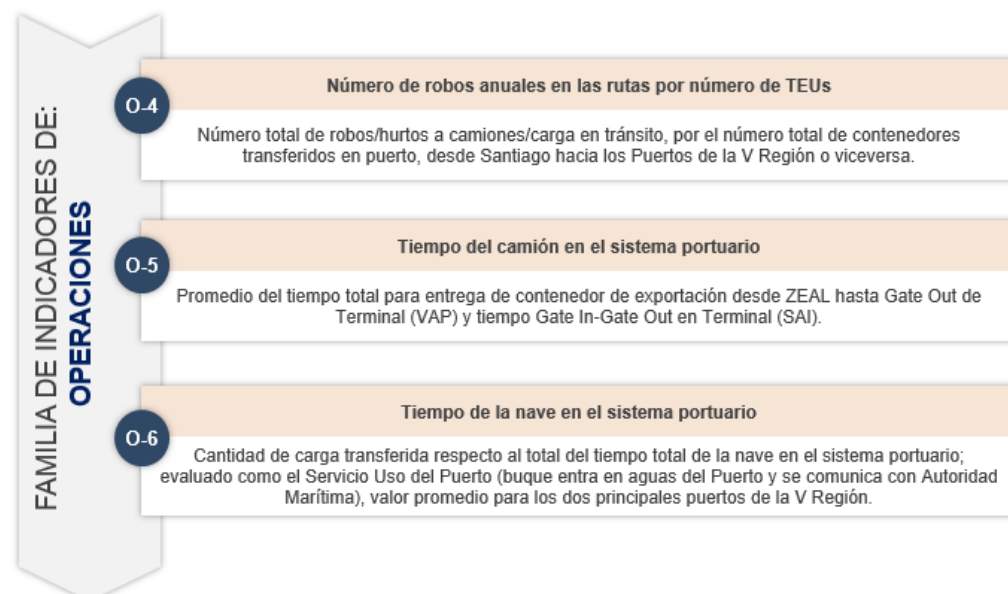 FAMILIA DE INDICADORES DE:
OPERACIONES
O-4
Número de robos anuales en las rutas por número de TEUs
Número total de robos/hurtos a camiones/carga en tránsito, por el número total de contenedores
transferidos en puerto, desde Santiago hacia los Puertos de la V Región o viceversa.
O-5
Tiempo del camión en el sistema portuario
Promedio del tiempo total para entrega de contenedor de exportación desde ZEAL hasta Gate Out de
Terminal (VAP) y tiempo Gate In-Gate Out en Terminal (SAI).
O-6
Tiempo de la nave en el sistema portuario
Cantidad de carga transferida respecto al total del tiempo total de la nave en el sistema portuario;
evaluado como el Servicio Uso del Puerto (buque entra en aguas del Puerto y se comunica con Autoridad
Marítima), valor promedio para los dos principales puertos de la V Región.